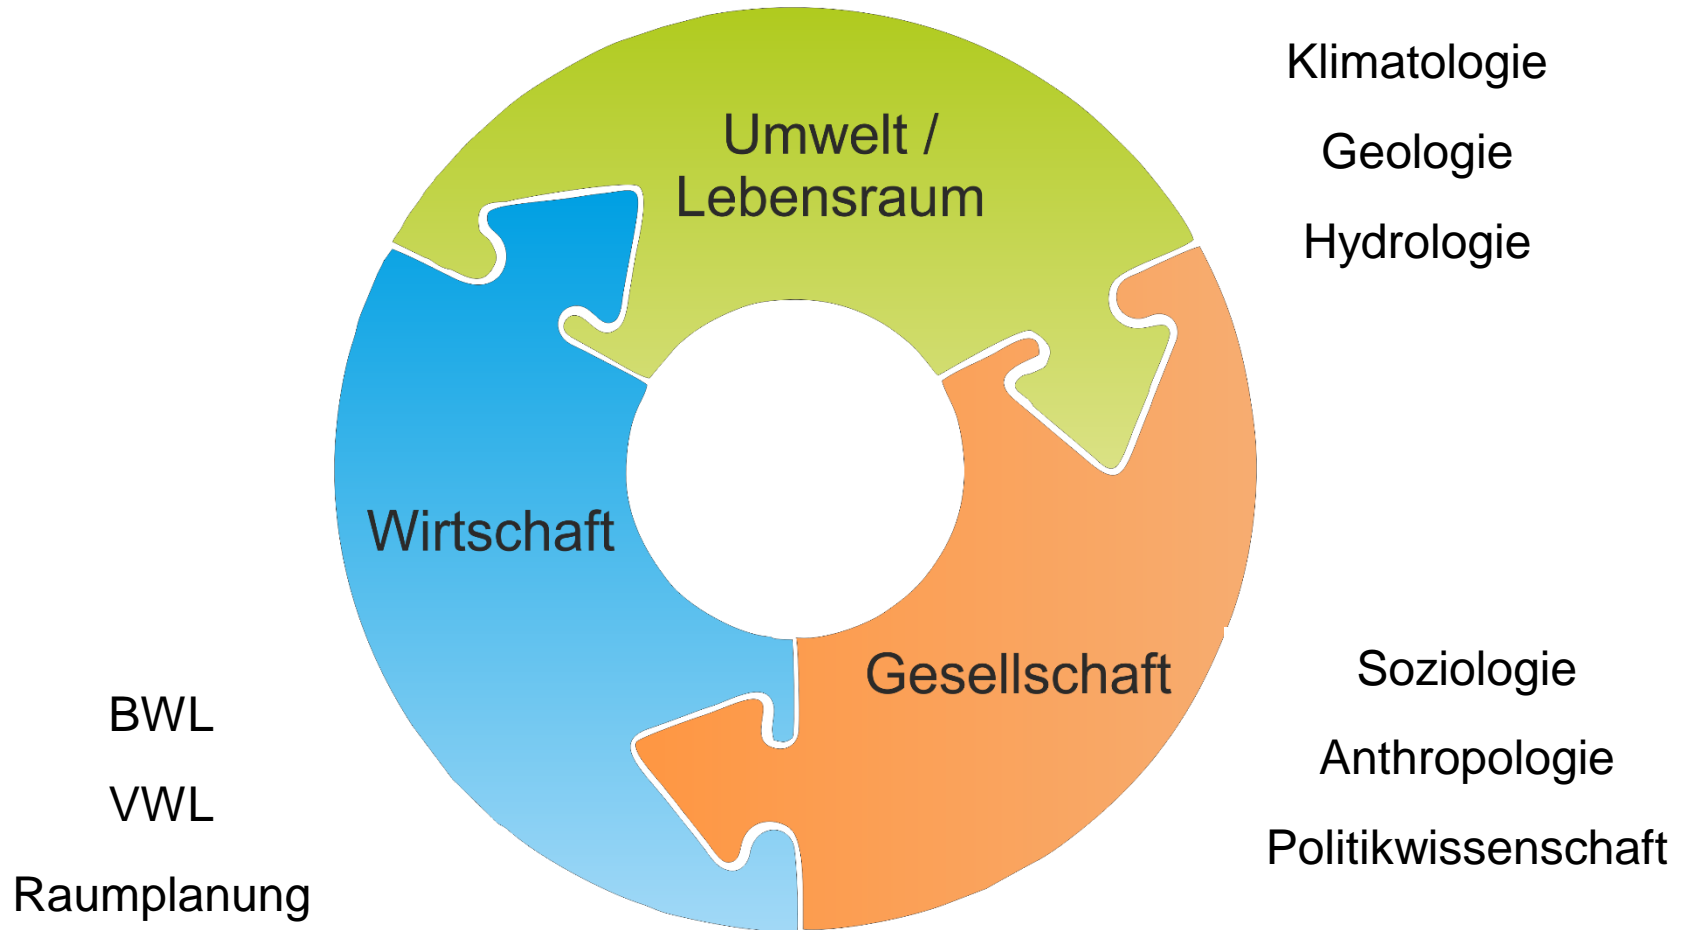 Umwelt /
Lebensraum
Klimatologie
Geologie
Hydrologie
Wirtschaft
Gesellschaft
Soziologie
Anthropologie
Politikwissenschaft
BWL
VWL
Raumplanung